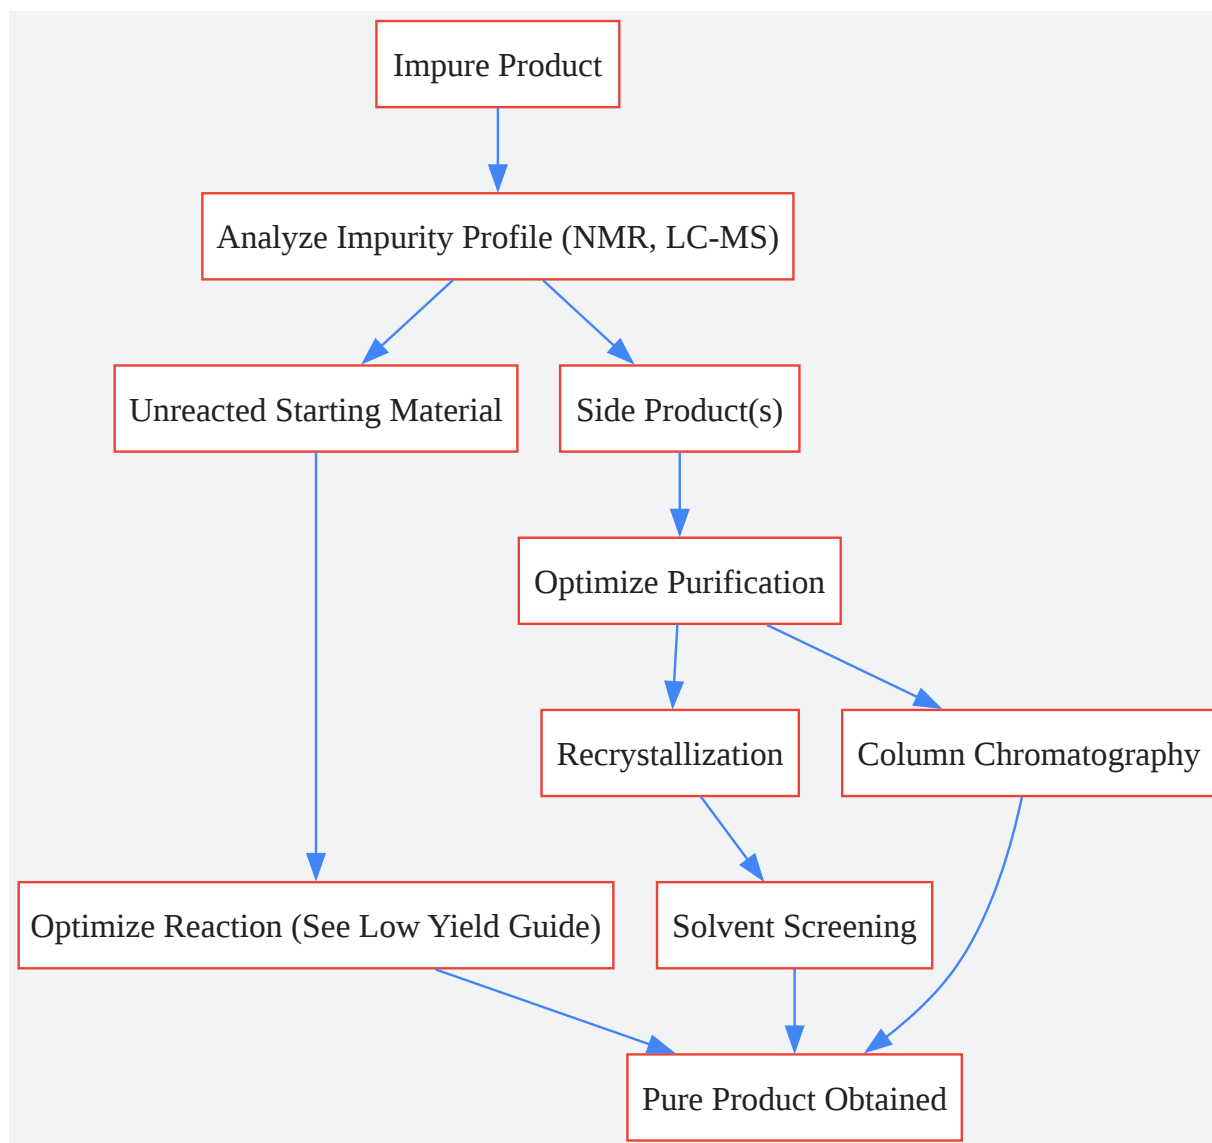 Impure Product
Analyze Impurity Profile (NMR, LC-MS)
Unreacted Starting Material
Side Product(s)
Optimize Purification
Recrystallization
Column Chromatography
Optimize Reaction (See Low Yield Guide)
Solvent Screening
Pure Product Obtained